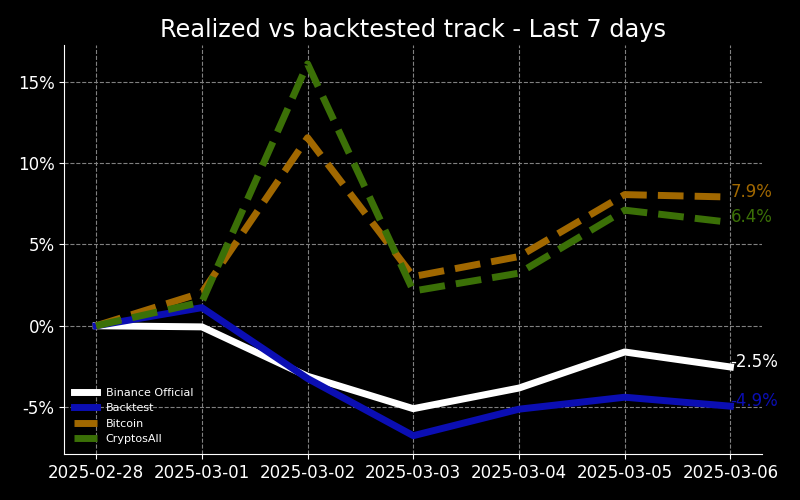 Realized vs backtested track - Last 7 days
15%
10%
5%
0%
-5%
7.9%
6.4%
-2.5%
-4.9%
Binance Official
Backtest
Bitcoin
CryptosAll
2025-02-28 2025-03-01 2025-03-02 2025-03-03 2025-03-04 2025-03-05 2025-03-06